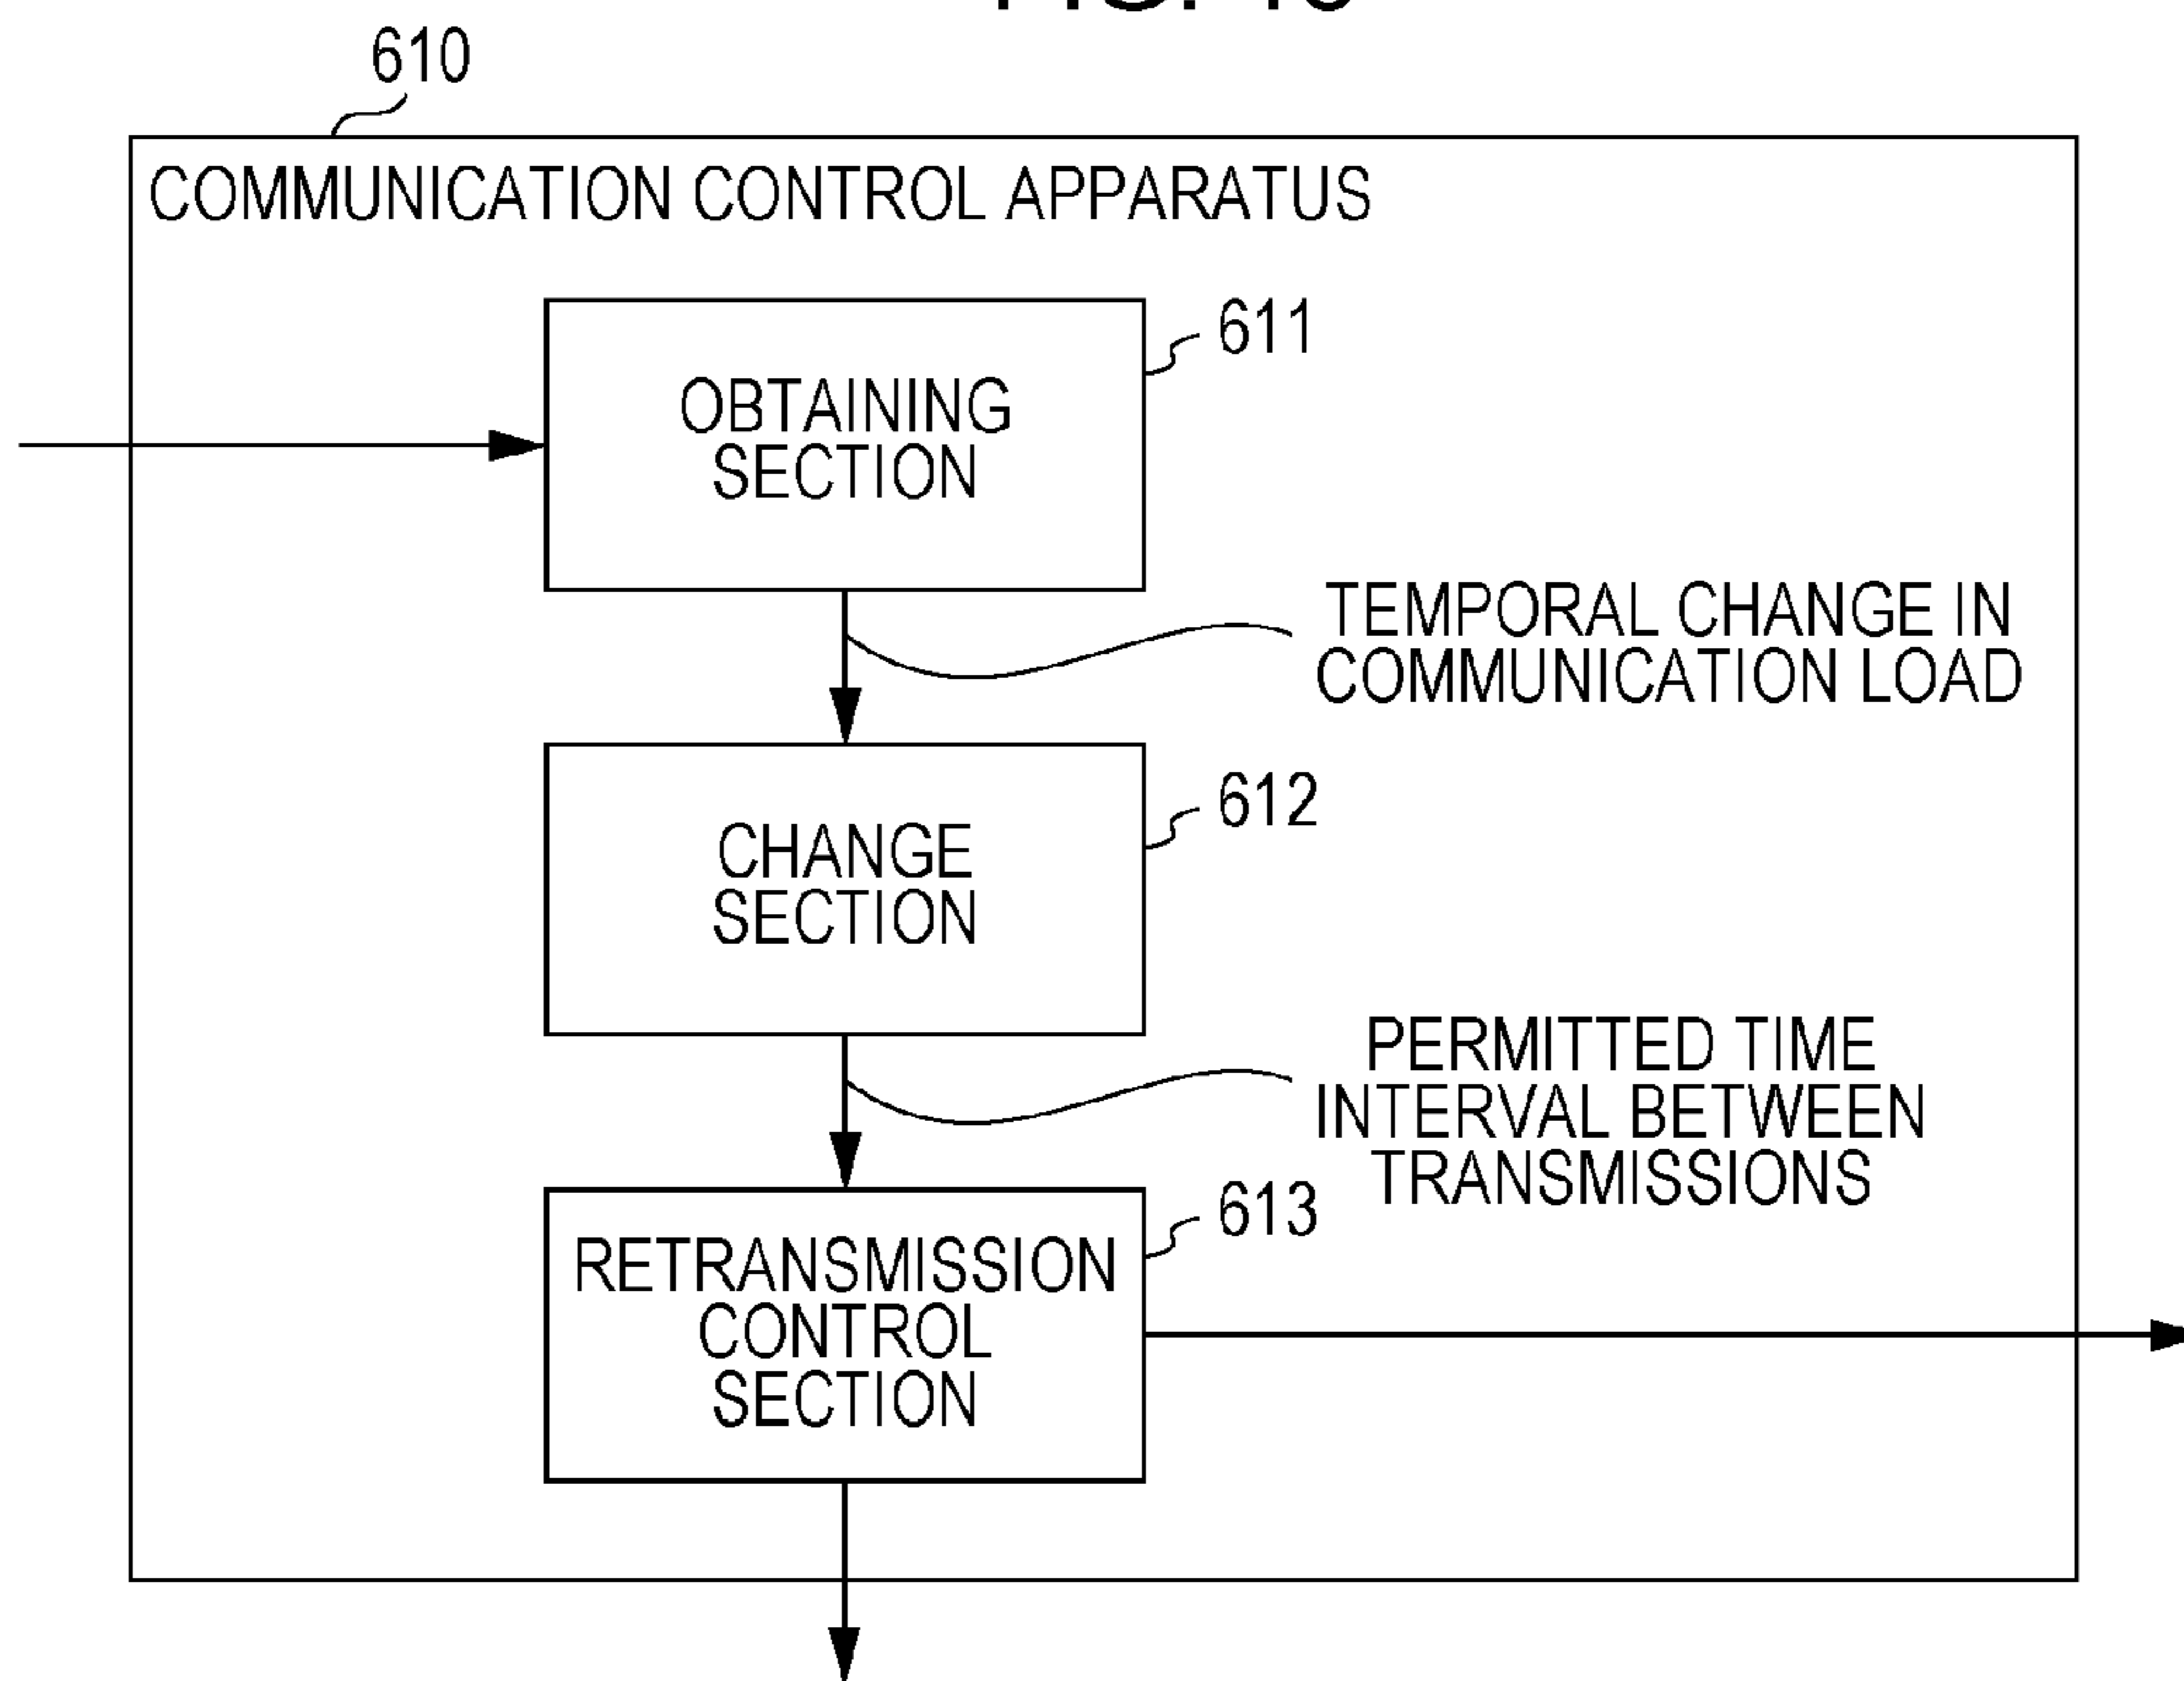 610
COMMUNICATION CONTROL APPARATUS
611
OBTAINING
SECTION
TEMPORAL CHANGE IN
COMMUNICATION LOAD
612
CHANGE
SECTION
PERMITTED TIME
INTERVAL BETWEEN
TRANSMISSIONS
613
RETRANSMISSION
CONTROL
SECTION